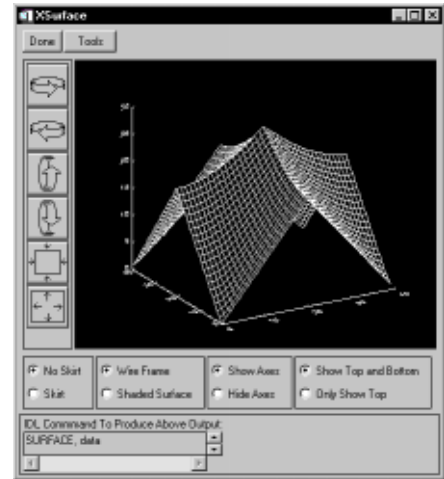 XSurface
Done Tools
No Skirt
Skirt
Wire Frame
Shaded Surface
Show Axes
Hide Axes
Show Top and Bottom
Only Show Top
IDL Commmand To Produce Above Output:
SURFACE, data